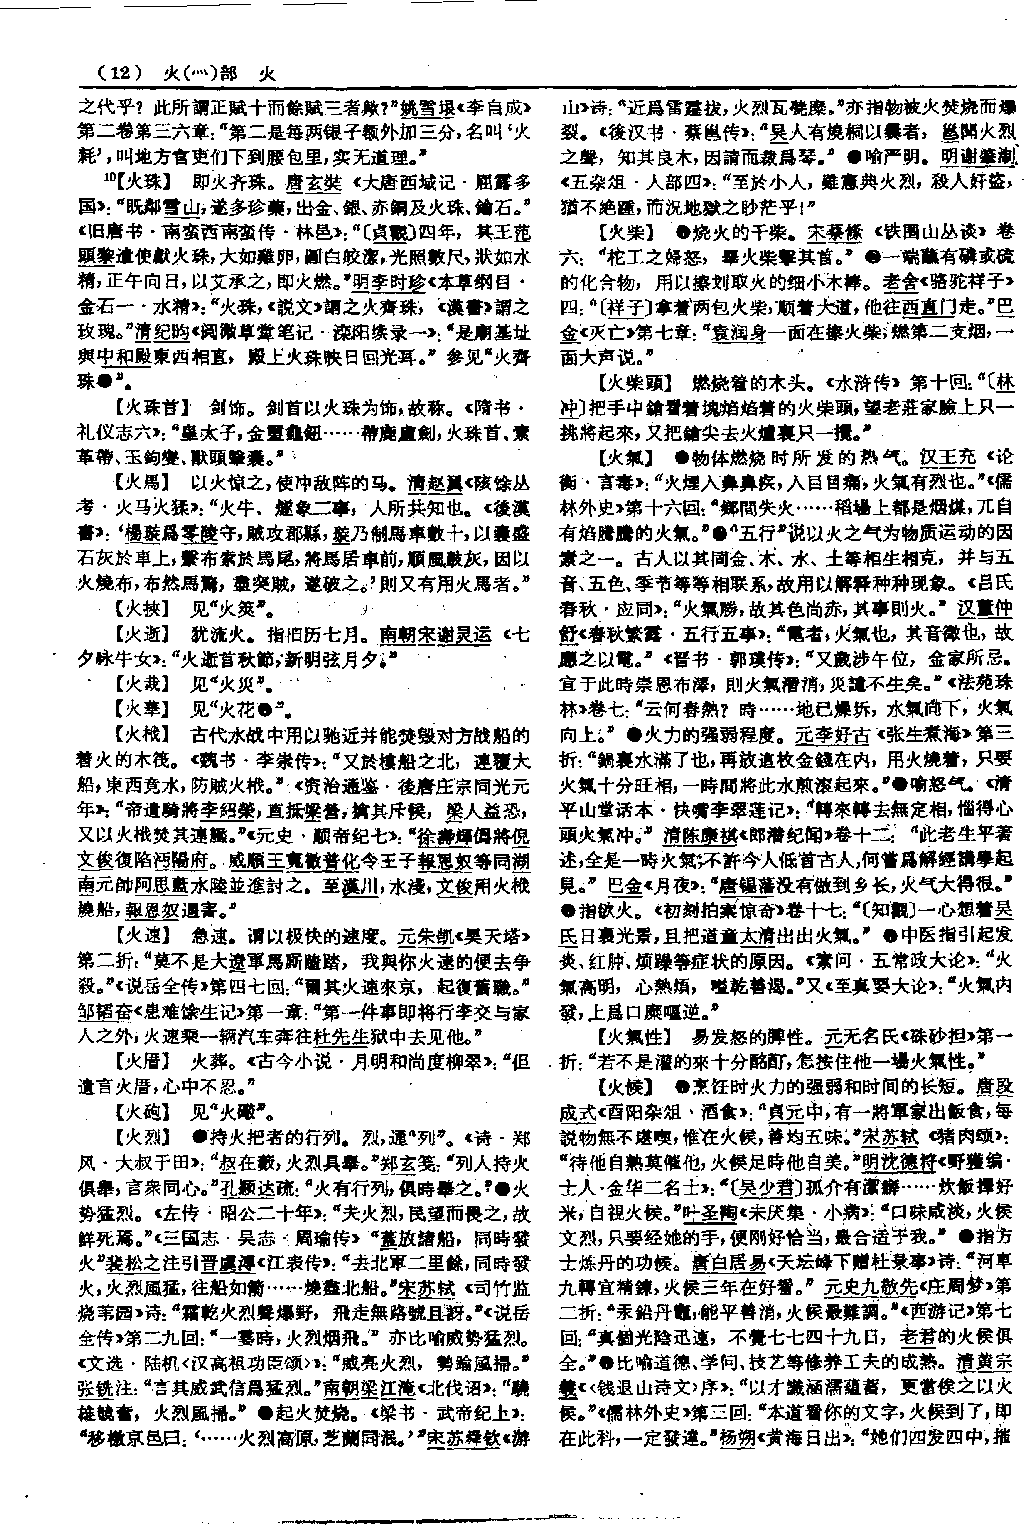 (12) 火(灬)部 火
之代乎？此所謂正賦十而餘賦三者歟？”姚雪垠《李自成》
第二卷第三六章：“第二是每两银子额外加三分，名叫‘火
耗’，叫地方官吏们下到腰包里，实无道理。”
10【火珠】 即火齐珠。唐玄奘《大唐西域记·屈露多
国》：“既鄰雪山，遂多珍藥，出金、銀、赤銅及火珠、鍮石。”
《旧唐书·南蛮西南蛮传·林邑》：“〔貞觀〕四年，其王范
頭黎遣使獻火珠，大如雞卵，圓白皎潔，光照數尺，狀如水
精，正午向日，以艾承之，即火燃。”明李时珍《本草纲目·
金石一·水精》：“火珠，《説文》謂之火齊珠，《漢書》謂之
玫瑰。”清纪昀《阅微草堂笔记·滦阳续录一》：“是廟基址
與中和殿東西相直，殿上火珠映日回光耳。”参见“火齊
珠●”。
【火珠首】 剑饰。剑首以火珠为饰，故称。《隋书·
礼仪志六》：“皇太子，金璽龜鈕……帶鹿盧劍，火珠首、素
革帶、玉鉤燮、獸頭鞶囊。”
【火馬】 以火惊之，使冲敌阵的马。清赵翼《陔馀丛
考·火马火猱》：“火牛、燧象二事，人所共知也。《後漢
書》：‘楊琁爲零陵守，賊攻郡縣，琁乃制馬車數十，以囊盛
石灰於車上，繫布索於馬尾，將馬居車前，順風鼓灰，因以
火燒布，布然馬驚，盡突賊，遂破之。’則又有用火馬者。”
【火挾】 见“火筴”。
【火逝】 犹流火。指旧历七月。南朝宋谢灵运《七
夕咏牛女》：“火逝首秋節，新明弦月夕。”
【火烖】 见“火災”。
【火華】 见“火花●”。
【火栰】 古代水战中用以驰近并能焚毁对方战船的
着火的木筏。《魏书·李崇传》：“又於樓船之北，連覆大
船，東西竟水，防賊火栰。”《资治通鉴·後唐庄宗同光元
年》：“帝遣騎將李紹榮，直抵梁營，擒其斥候，梁人益恐，
又以火栰焚其連艦。”《元史·顺帝纪七》：“徐壽輝僞將倪
文俊復陷沔陽府。威順王寬徹普化令王子報恩奴等同湖
南元帥阿思藍水陸並進討之。至漢川，水淺，文俊用火栰
燒船，報恩奴遇害。”
【火速】 急速。谓以极快的速度。元朱凯《昊天塔》
第二折：“莫不是大遼軍馬厮踏踏，我與你火速的便去争
殺。”《说岳全传》第四七回：“爾其火速來京，起復舊職。”
邹韬奋《患难馀生记》第一章：“第一件事即将行李交与家
人之外，火速乘一辆汽车奔往杜先生狱中去见他。”
【火厝】 火葬。《古今小说·月明和尚度柳翠》：“但
遺言火厝，心中不忍。”
【火砲】 见“火礮”。
【火烈】 ●持火把者的行列。烈，通“列”。《诗·郑
风·大叔于田》：“叔在藪，火烈具舉。”郑玄笺：“列人持火
俱舉，言衆同心。”孔颖达疏：“火有行列，俱時舉之。”●火
势猛烈。《左传·昭公二十年》：“夫火烈，民望而畏之，故
鮮死焉。”《三国志·吴志·周瑜传》“蓋放諸船，同時發
火”裴松之注引晋虞溥《江表传》：“去北軍二里餘，同時發
火，火烈風猛，往船如箭……燒盡北船。”宋苏轼《司竹监
烧苇园》诗：“霜乾火烈聲爆野，飛走無路號且訝。”《说岳
全传》第二九回：“一霎時，火烈烟飛。”亦比喻威势猛烈。
《文选·陆机〈汉高祖功臣颂〉》：“威亮火烈，勢踰風掃。”
张铣注：“言其威武信爲猛烈。”南朝梁江淹《北伐诏》：“驍
雄競奮，火烈風掃。”●起火焚烧。《梁书·武帝纪上》：
“移檄京邑曰：‘……火烈高原，芝蘭同泯。’”宋苏舜钦《游
山》诗：“近爲雷霆拔，火烈瓦甓糜。”亦指物被火焚烧而爆
裂。《後汉书·蔡邕传》：“吴人有燒桐以爨者，邕聞火烈
之聲，知其良木，因請而裁爲琴。”●喻严明。明谢肇淛
《五杂俎·人部四》：“至於小人，雖憲典火烈，殺人奸盗，
猶不絶踵，而況地獄之眇茫乎！”
【火柴】 ●烧火的干柴。宋蔡絛《铁围山丛谈》卷
六：“柁工之婦怒，舉火柴擊其首。”●一端蘸有磷或硫
的化合物，用以擦划取火的细小木棒。老舍《骆驼祥子》
四：“〔祥子〕拿着两包火柴，顺着大道，他往西直门走。”巴
金《灭亡》第七章：“袁润身一面在擦火柴，燃第二支烟，一
面大声说。”
【火柴頭】 燃烧着的木头。《水浒传》第十回：“〔林
冲〕把手中鎗看着塊焰焰着的火柴頭，望老莊家臉上只一
挑將起來，又把鎗尖去火爐裏只一攪。”
【火氣】 ●物体燃烧时所发的热气。汉王充《论
衡·言毒》：“火煙入鼻鼻疾，入目目痛，火氣有烈也。”《儒
林外史》第十六回：“鄉間失火……稻場上都是烟煤，兀自
有焰騰騰的火氣。”●“五行”说以火之气为物质运动的因
素之一。古人以其同金、木、水、土等相生相克，并与五
音、五色、季节等等相联系，故用以解释种种现象。《吕氏
春秋·应同》：“火氣勝，故其色尚赤，其事則火。”汉董仲
舒《春秋繁露·五行五事》：“電者，火氣也，其音徵也，故
應之以電。”《晋书·郭璞传》：“又歲涉午位，金家所忌。
宜于此時崇恩布澤，則火氣潛消，災譴不生矣。”《法苑珠
林》卷七：“云何春熱？時……地已燥坼，水氣向下，火氣
向上。”●火力的强弱程度。元李好古《张生煮海》第三
折：“鍋裏水滿了也，再放這枚金錢在内，用火燒着，只要
火氣十分旺相，一時間將此水煎滾起來。”●喻怒气。《清
平山堂话本·快嘴李翠莲记》：“轉來轉去無定相，惱得心
頭火氣冲。”清陈康祺《郎潜纪闻》卷十二：“此老生平著
述，全是一時火氣，不許今人低首古人，何嘗爲解經講學起
見。”巴金《月夜》：“唐锡藩没有做到乡长，火气大得很。”
●指欲火。《初刻拍案惊奇》卷十七：“〔知觀〕一心想着吴
氏日裏光景，且把道童太清出出火氣。”●中医指引起发
炎、红肿、烦躁等症状的原因。《素问·五常政大论》：“火
氣高明，心熱煩，嗌乾善渴。”又《至真要大论》：“火氣内
發，上爲口糜嘔逆。”
【火氣性】 易发怒的脾性。元无名氏《硃砂担》第一
折：“若不是灌的來十分酩酊，怎按住他一場火氣性。”
【火候】 ●烹饪时火力的强弱和时间的长短。唐段
成式《酉阳杂俎·酒食》：“貞元中，有一將軍家出飯食，每
説物無不堪喫，惟在火候，善均五味。”宋苏轼《猪肉颂》：
“待他自熟莫催他，火候足時他自美。”明沈德符《野獲编·
士人·金华二名士》：“〔吴少君〕孤介有潔癖……炊飯擇好
米，自視火候。”叶圣陶《未厌集·小病》：“口味咸淡，火候
文烈，只要经她的手，便刚好恰当，最合适于我。”●指方
士炼丹的功候。唐白居易《天坛峰下赠杜录事》诗：“河車
九轉宜精鍊，火候三年在好看。”元史九敬先《庄周梦》第
二折：“汞鉛丹竈，能平善消，火候最難調。”《西游记》第七
回：“真個光陰迅速，不覺七七四十九日，老君的火候俱
全。”●比喻道德、学问、技艺等修养工夫的成熟。清黄宗
羲《〈钱退山诗文〉序》：“以才識涵濡蘊蓄，更當俟之以火
候。”《儒林外史》第三回：“本道看你的文字，火候到了，即
在此科，一定發達。”杨朔《黄海日出》：“她们四发四中，摧